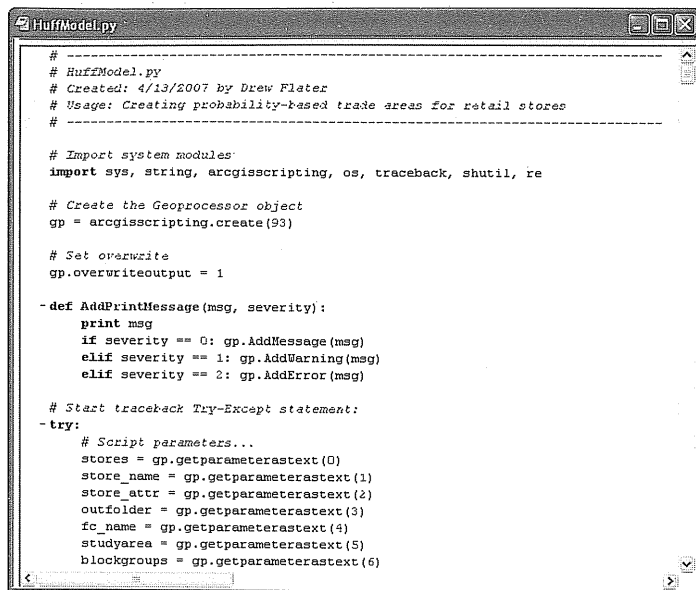 HuffModel.py
# ------------------------------------------------------------------------
# HuffModel.py
# Created: 4/13/2007 by Drew Flater
# Usage: Creating probability-based trade areas for retail stores
# ------------------------------------------------------------------------
# Import system modules
import sys, string, arcgisscripting, os, traceback, shutil, re
# Create the Geoprocessor object
gp = arcgisscripting.create(93)
# Set overwrite
gp.overwriteoutput = 1
- def AddPrintMessage(msg, severity):
print msg
if severity == 0: gp.AddMessage(msg)
elif severity == 1: gp.AddWarning(msg)
elif severity == 2: gp.AddError(msg)
# Start traceback Try-Except statement:
- try:
# Script parameters...
stores = gp.getparameterastext(0)
store_name = gp.getparameterastext(1)
store_attr = gp.getparameterastext(2)
outfolder = gp.getparameterastext(3)
fc_name = gp.getparameterastext(4)
studyarea = gp.getparameterastext(5)
blockgroups = gp.getparameterastext(6)